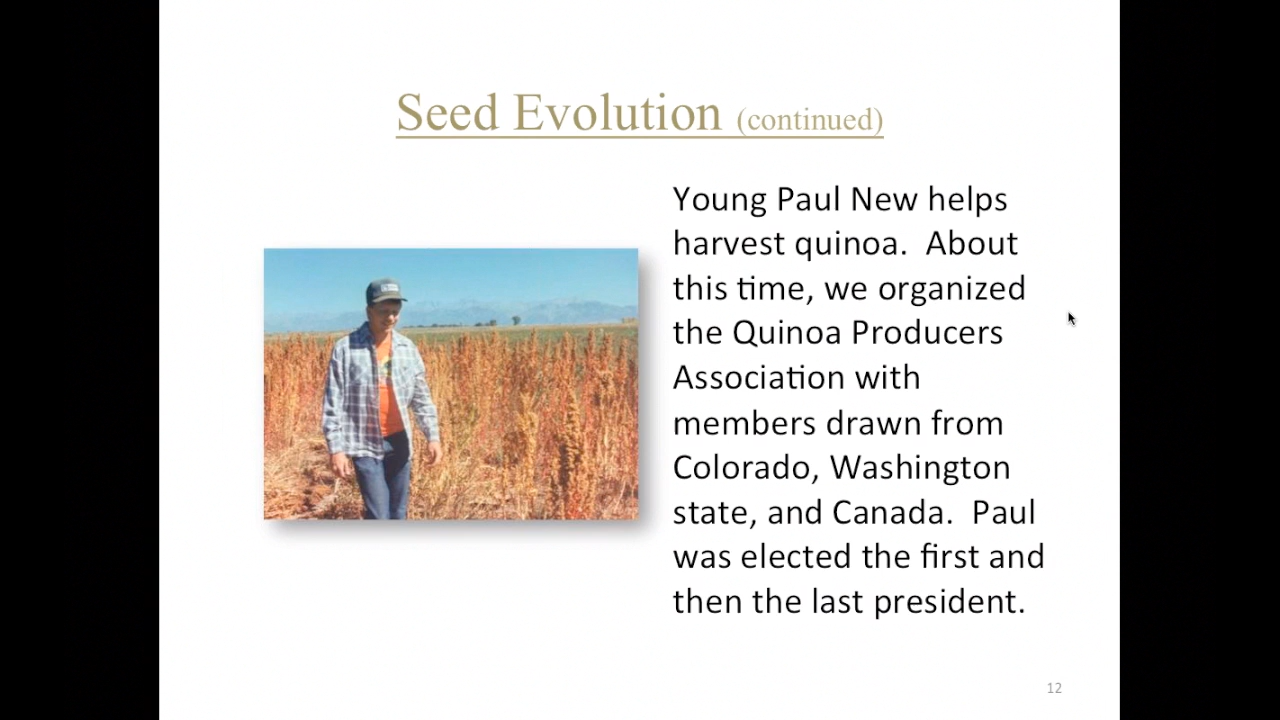 Seed Evolution (continued)
Young Paul New helps
harvest quinoa.  About
this time, we organized
the Quinoa Producers
Association with
members drawn from
Colorado, Washington
state, and Canada.  Paul
was elected the first and
then the last president.
12